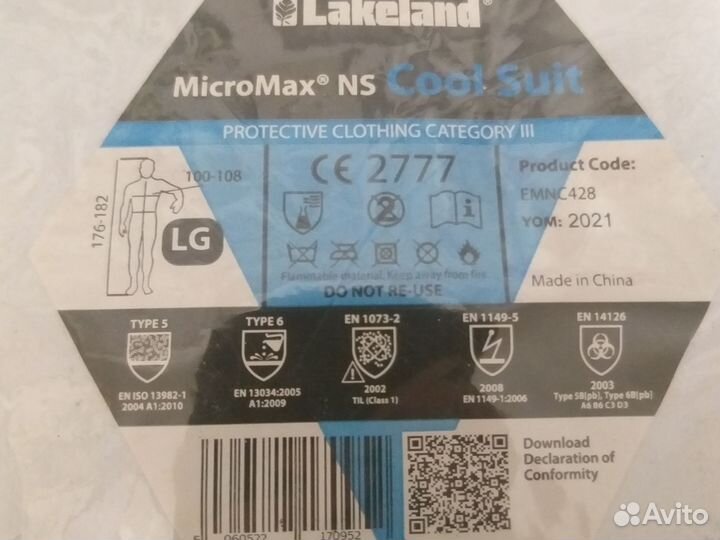 Lakeland®
MicroMax® NS Cool Suit
PROTECTIVE CLOTHING CATEGORY III
100-108
176-182
LG
CE 2777
Flammable material. Keep away from fire.
DO NOT RE-USE
Product Code:
EMNC428
YOM: 2021
Made in China
TYPE 5
EN ISO 13982-1
2004 A1:2010
TYPE 6
EN 13034:2005
A1:2009
EN 1073-2
2002
TIL (Class 1)
EN 1149-5
2008
EN 1149-1:2006
EN 14126
2003
Type 5B[pb], Type 6B[pb]
A6 B6 C3 D3
Download
Declaration of
Conformity
060522 170952
Avito